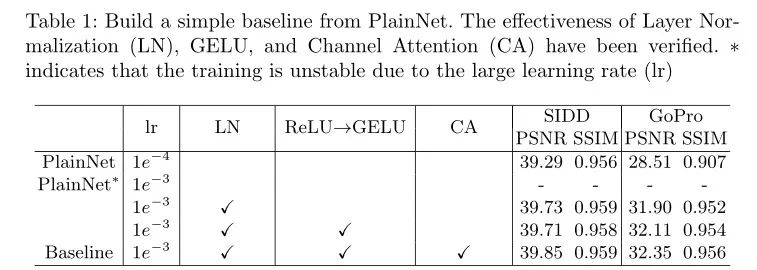 Table 1: Build a simple baseline from PlainNet. The effectiveness of Layer Nor-
malization (LN), GELU, and Channel Attention (CA) have been verified. ∗
indicates that the training is unstable due to the large learning rate (lr)
lr LN ReLU→GELU CA SIDD GoPro
PSNR SSIM PSNR SSIM
PlainNet 1e−4 39.29 0.956 28.51 0.907
PlainNet* 1e−3 - - - -
1e−3 ✓ 39.73 0.959 31.90 0.952
1e−3 ✓ ✓ 39.71 0.958 32.11 0.954
Baseline 1e−3 ✓ ✓ ✓ 39.85 0.959 32.35 0.956